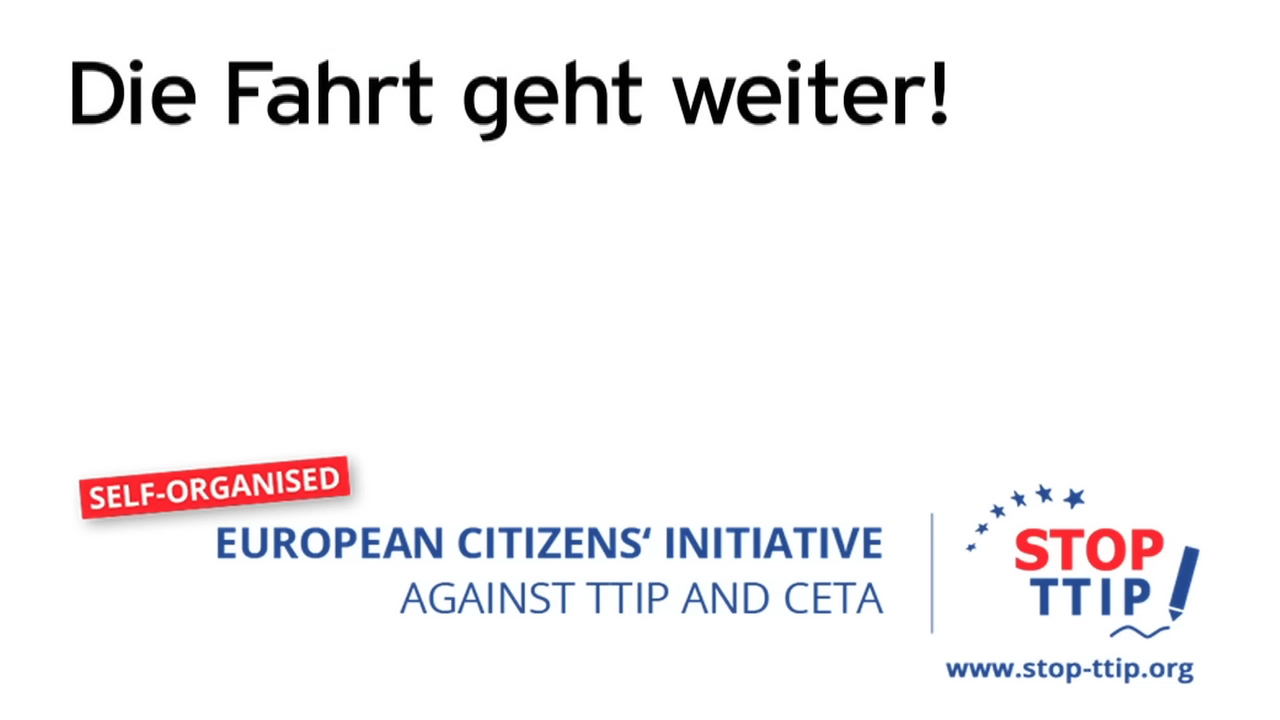 Die Fahrt geht weiter!
SELF-ORGANISED
EUROPEAN CITIZENS‘ INITIATIVE
AGAINST TTIP AND CETA
STOP
TTIP
www.stop-ttip.org